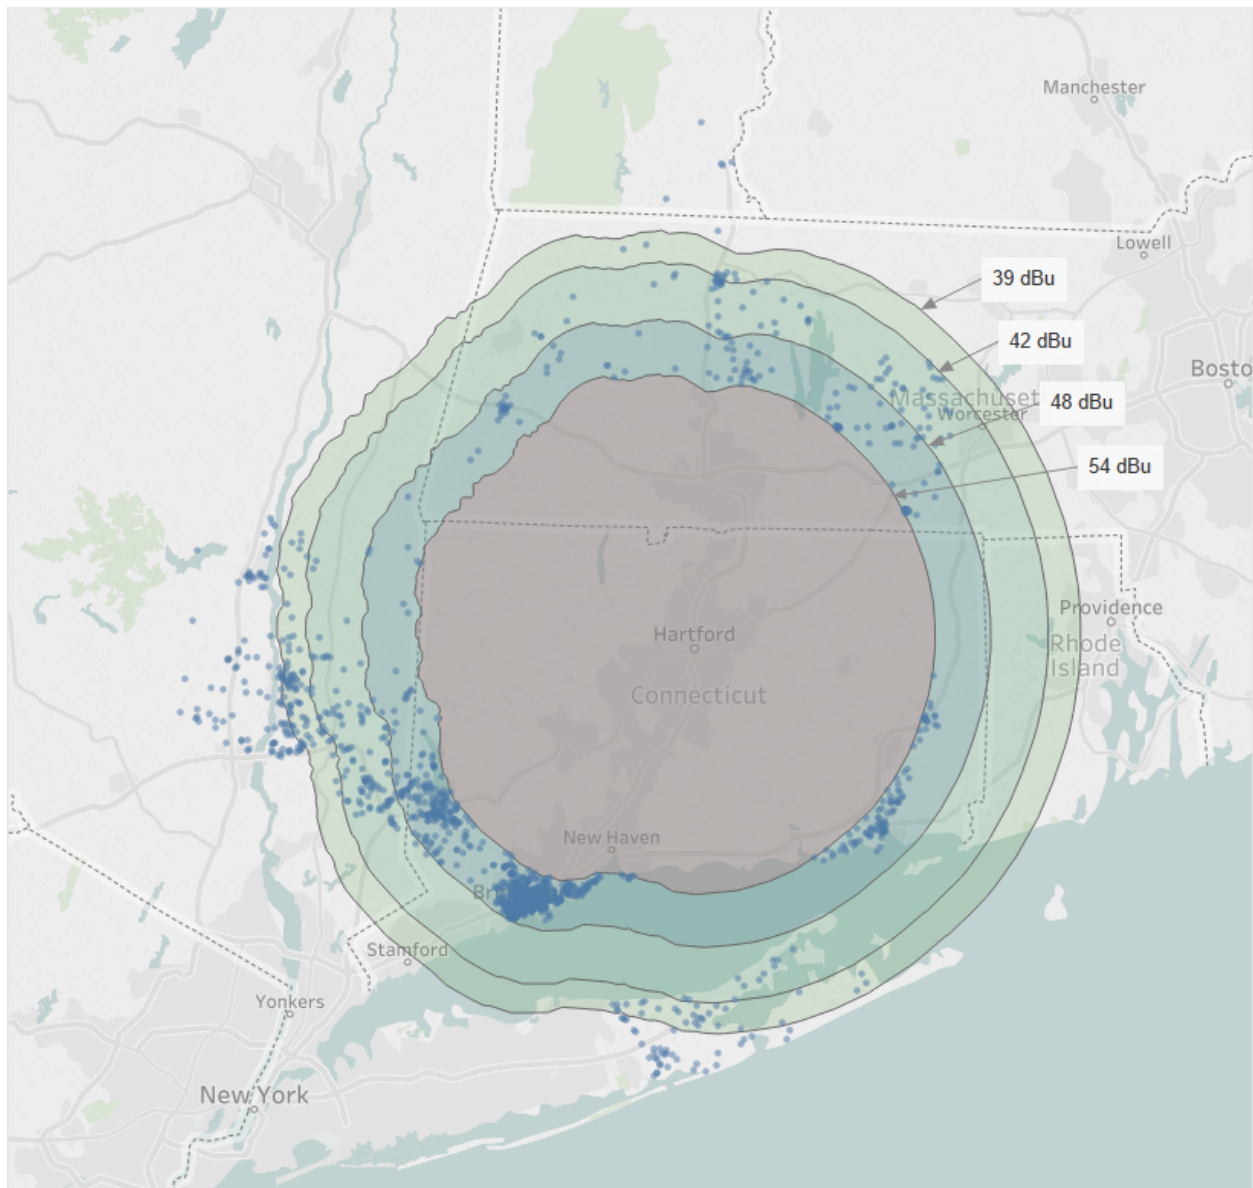 Manchester
Lowell
39 dBu
42 dBu
Bosto
Massachuset
48 dBu
Worcester
54 dBu
Providence
Hartford
Rhode
Island
Connecticut
New Haven
Bri
Stamford
Yonkers
New York